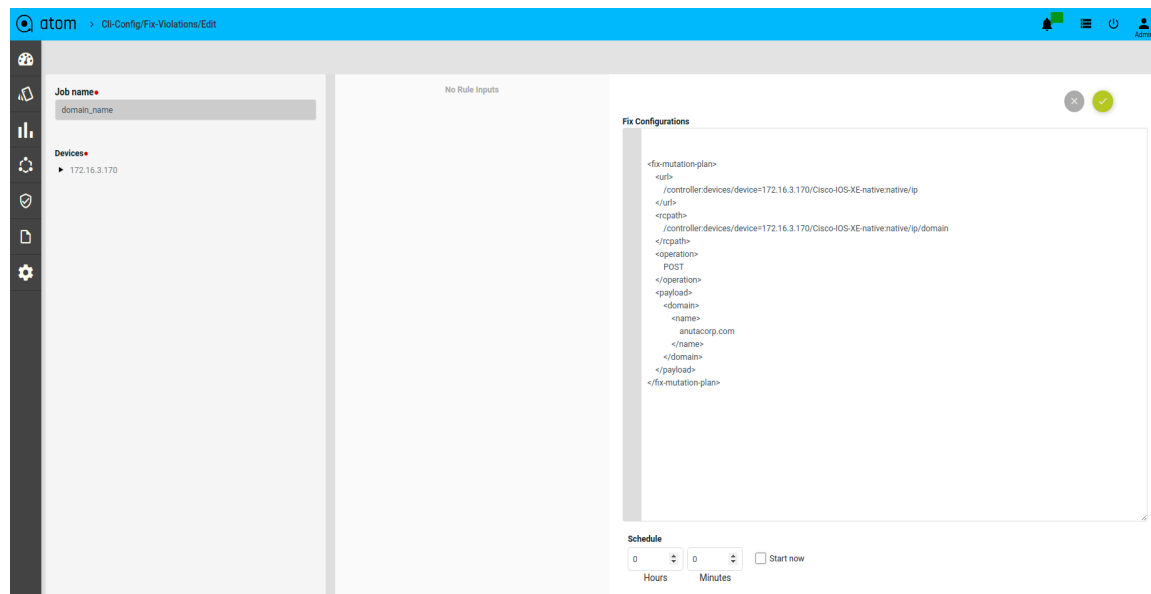 atom > Cli-Config/Fix-Violations/Edit
Admin
Job name
domain_name
Devices
172.16.3.170
No Rule Inputs
Fix Configurations
<fix-mutation-plan>
<url>
/controller:devices/device=172.16.3.170/Cisco-IOS-XE-native:native/ip
</url>
<rcpath>
/controller:devices/device=172.16.3.170/Cisco-IOS-XE-native:native/ip/domain
</rcpath>
<operation>
POST
</operation>
<payload>
<domain>
<name>
anutacorp.com
</name>
</domain>
</payload>
</fix-mutation-plan>
Schedule
0 0 Start now
Hours Minutes